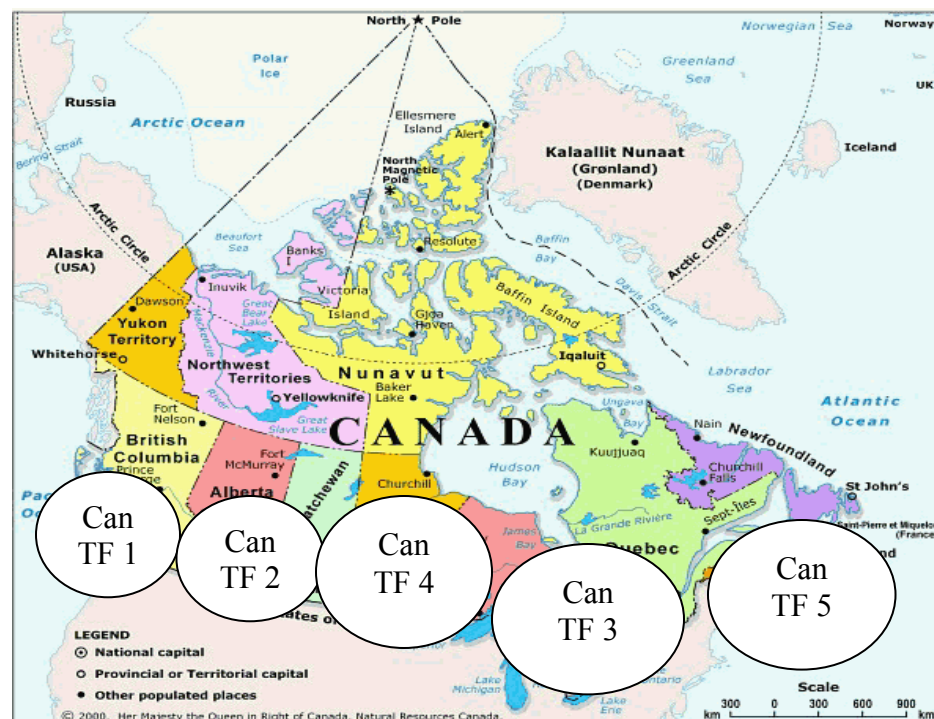 North Pole
Norwegian Sea
Norway
Polar Ice
Greenland Sea
UK
Russia
Arctic Ocean
Ellesmere Island
Alert
Bering Strait
North Magnetic Pole
Kalaallit Nunaat
(Grønland)
(Denmark)
Iceland
Arctic Circle
Beaufort Sea
Banks I
Resolute
Baffin Bay
Arctic Circle
Alaska
(USA)
Inuvik
Victoria Island
Baffin Island
Davis Strait
Dawson
Great Bear Lake
Gjoa Haven
Yukon Territory
Mackenzie River
Whitehorse
Northwest Territories
Nunavut
Iqaluit
Labrador Sea
Yellowknife
Baker Lake
Ungava Bay
Atlantic Ocean
Fort Nelson
Great Slave Lake
CANADA
Nain
Newfoundland
British Columbia
Fort McMurray
Kuujjuaq
Prince
Hudson Bay
Churchill Falls
Alberta
Churchill
St John's
La Grande Rivière
Sept-Îles
Saint-Pierre et Miquelon
(France)
James Bay
Quebec
Can TF 1
Can TF 2
Can TF 4
Can TF 3
Can TF 5
LEGEND
National capital
Provincial or Territorial capital
Other populated places
Lake Michigan
Lake Erie
Scale
km 300 0 300 600 900 km
© 2000. Her Majesty the Queen in Right of Canada, Natural Resources Canada.